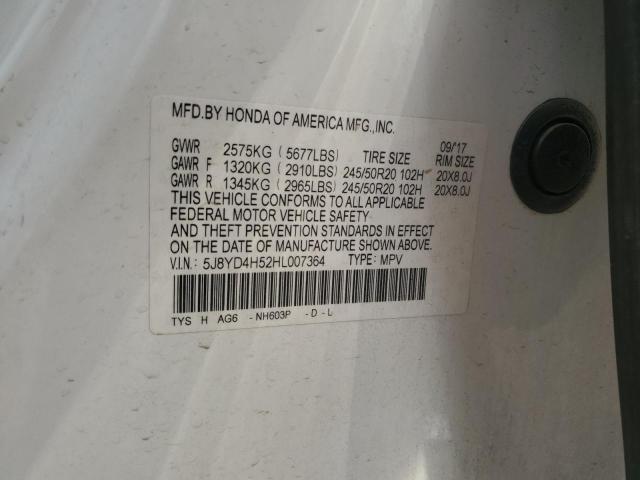 MFD.BY HONDA OF AMERICA MFG.,INC.
09/17
GVWR 2575KG ( 5677LBS) TIRE SIZE RIM SIZE
GAWR F 1320KG ( 2910LBS) 245/50R20 102H 20X8.0J
GAWR R 1345KG ( 2965LBS) 245/50R20 102H 20X8.0J
THIS VEHICLE CONFORMS TO ALL APPLICABLE
FEDERAL MOTOR VEHICLE SAFETY
AND THEFT PREVENTION STANDARDS IN EFFECT
ON THE DATE OF MANUFACTURE SHOWN ABOVE.
V.I.N.: 5J8YD4H52HL007364 TYPE: MPV
TYS H AG6 -NH603P -D-L